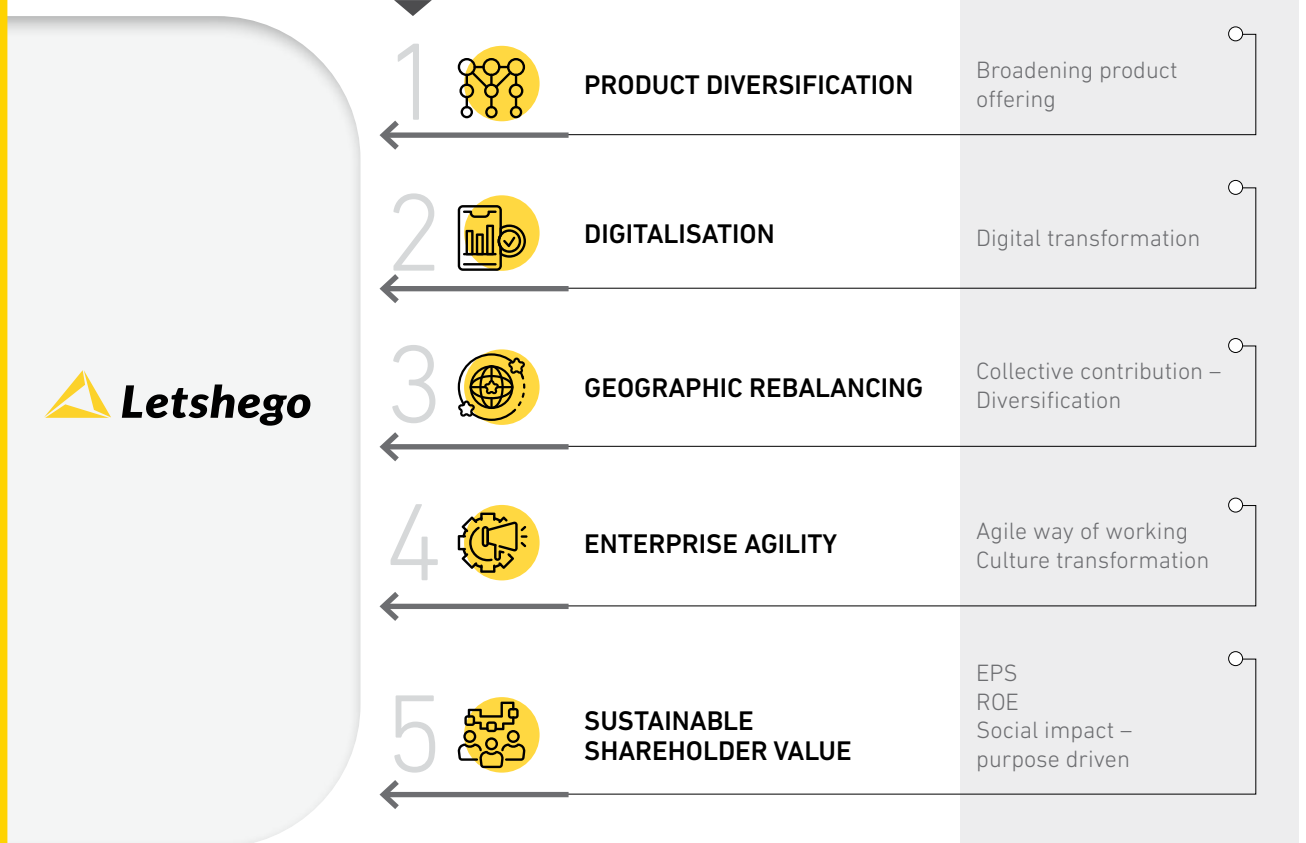 Letshego
1
PRODUCT DIVERSIFICATION
Broadening product
offering
2
DIGITALISATION
Digital transformation
3
GEOGRAPHIC REBALANCING
Collective contribution –
Diversification
4
ENTERPRISE AGILITY
Agile way of working
Culture transformation
5
SUSTAINABLE
SHAREHOLDER VALUE
EPS
ROE
Social impact –
purpose driven